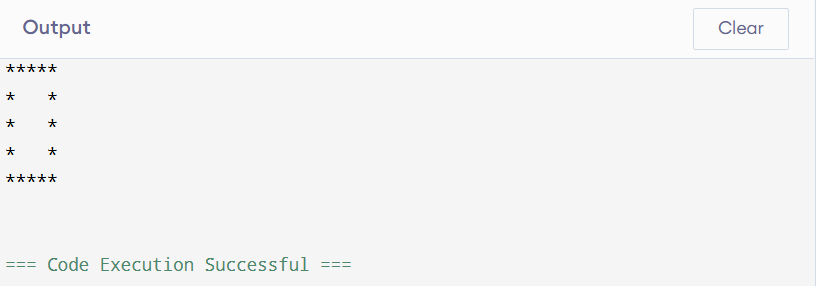 Output
Clear
*****
*   *
*   *
*   *
*****
=== Code Execution Successful ===